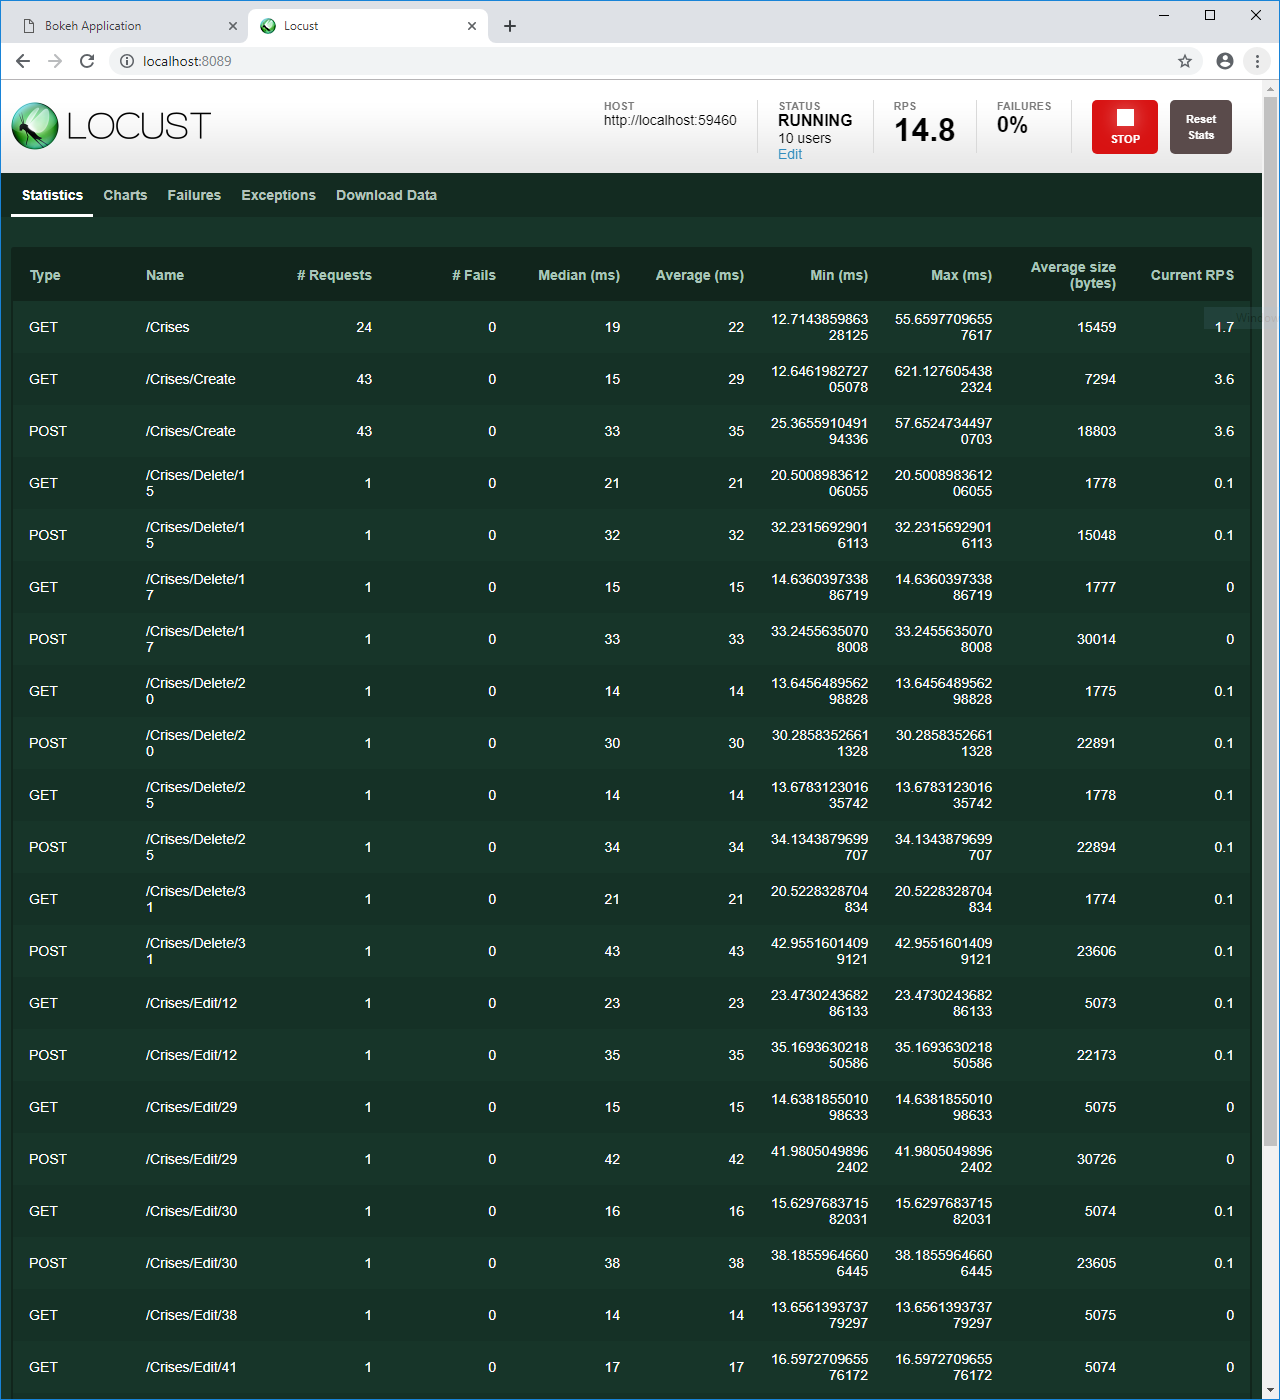 Bokeh Application
Locust
localhost:8089
LOCUST
HOST
http://localhost:59460
STATUS
RUNNING
10 users
Edit
RPS
14.8
FAILURES
0%
STOP
Reset
Stats
Statistics Charts Failures Exceptions Download Data
Type Name # Requests # Fails Median (ms) Average (ms) Min (ms) Max (ms) Average size (bytes) Current RPS
GET /Crises 24 0 19 22 12.714385986328125 55.65977096557617 15459 1.7
GET /Crises/Create 43 0 15 29 12.646198272705078 621.1276054382324 7294 3.6
POST /Crises/Create 43 0 33 35 25.365591049194336 57.65247344970703 18803 3.6
GET /Crises/Delete/15 1 0 21 21 20.500898361206055 20.500898361206055 1778 0.1
POST /Crises/Delete/15 1 0 32 32 32.23156929016113 32.23156929016113 15048 0.1
GET /Crises/Delete/17 1 0 15 15 14.636039733886719 14.636039733886719 1777 0
POST /Crises/Delete/17 1 0 33 33 33.24556350708008 33.24556350708008 30014 0
GET /Crises/Delete/20 1 0 14 14 13.645648956298828 13.645648956298828 1775 0.1
POST /Crises/Delete/20 1 0 30 30 30.28583526611328 30.28583526611328 22891 0.1
GET /Crises/Delete/25 1 0 14 14 13.678312301635742 13.678312301635742 1778 0.1
POST /Crises/Delete/25 1 0 34 34 34.1343879699707 34.1343879699707 22894 0.1
GET /Crises/Delete/31 1 0 21 21 20.5228328704834 20.5228328704834 1774 0.1
POST /Crises/Delete/31 1 0 43 43 42.95516014099121 42.95516014099121 23606 0.1
GET /Crises/Edit/12 1 0 23 23 23.473024368286133 23.473024368286133 5073 0.1
POST /Crises/Edit/12 1 0 35 35 35.169363021850586 35.169363021850586 22173 0.1
GET /Crises/Edit/29 1 0 15 15 14.638185501098633 14.638185501098633 5075 0
POST /Crises/Edit/29 1 0 42 42 41.98050498962402 41.98050498962402 30726 0
GET /Crises/Edit/30 1 0 16 16 15.629768371582031 15.629768371582031 5074 0.1
POST /Crises/Edit/30 1 0 38 38 38.18559646606445 38.18559646606445 23605 0.1
GET /Crises/Edit/38 1 0 14 14 13.656139373779297 13.656139373779297 5075 0
GET /Crises/Edit/41 1 0 17 17 16.597270965576172 16.597270965576172 5074 0